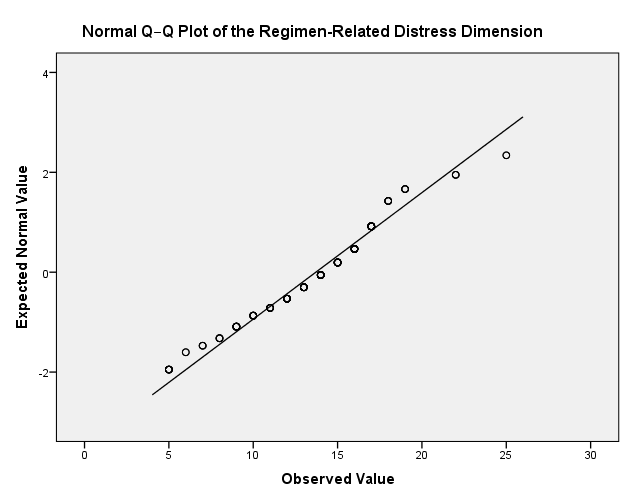 Normal Q–Q Plot of the Regimen-Related Distress Dimension
4
2
0
-2
Expected Normal Value
0 5 10 15 20 25 30
Observed Value